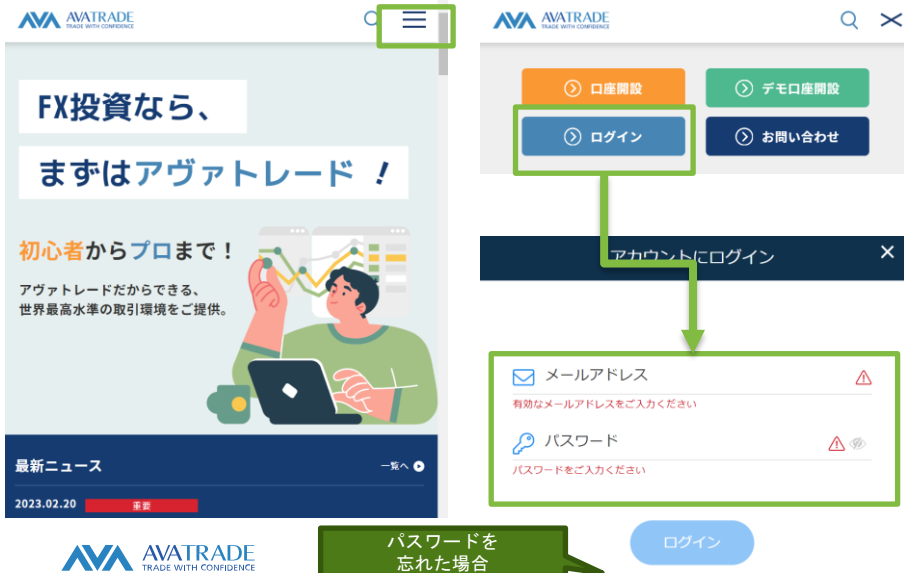 AVATRADE
TRADE WITH CONFIDENCE
FX投資なら、
まずはアヴァトレード！
初心者からプロまで！
アヴァトレードだからできる、
世界最高水準の取引環境をご提供。
最新ニュース
一覧へ
2023.02.20
重要
AVATRADE
TRADE WITH CONFIDENCE
AVATRADE
TRADE WITH CONFIDENCE
口座開設
デモ口座開設
ログイン
お問い合わせ
アカウントにログイン
メールアドレス
有効なメールアドレスをご入力ください
パスワード
パスワードをご入力ください
パスワードを
忘れた場合
ログイン